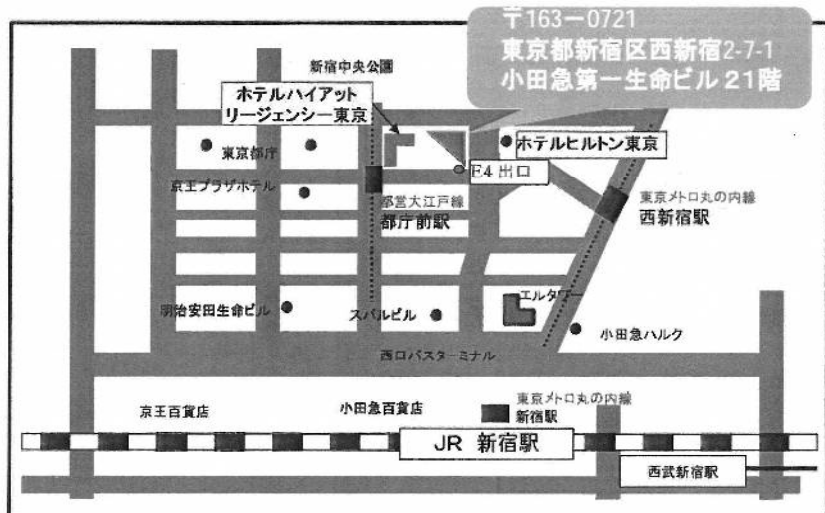 〒163-0721
東京都新宿区西新宿2-7-1
小田急第一生命ビル 21階
新宿中央公園
ホテルハイアット
リージェンシー東京
東京都庁
ホテルヒルトン東京
E4 出口
京王プラザホテル
都営大江戸線
都庁前駅
東京メトロ丸の内線
西新宿駅
エルタワー
明治安田生命ビル
スバルビル
小田急ハルク
西口バスターミナル
京王百貨店
小田急百貨店
東京メトロ丸の内線
新宿駅
JR 新宿駅
西武新宿駅